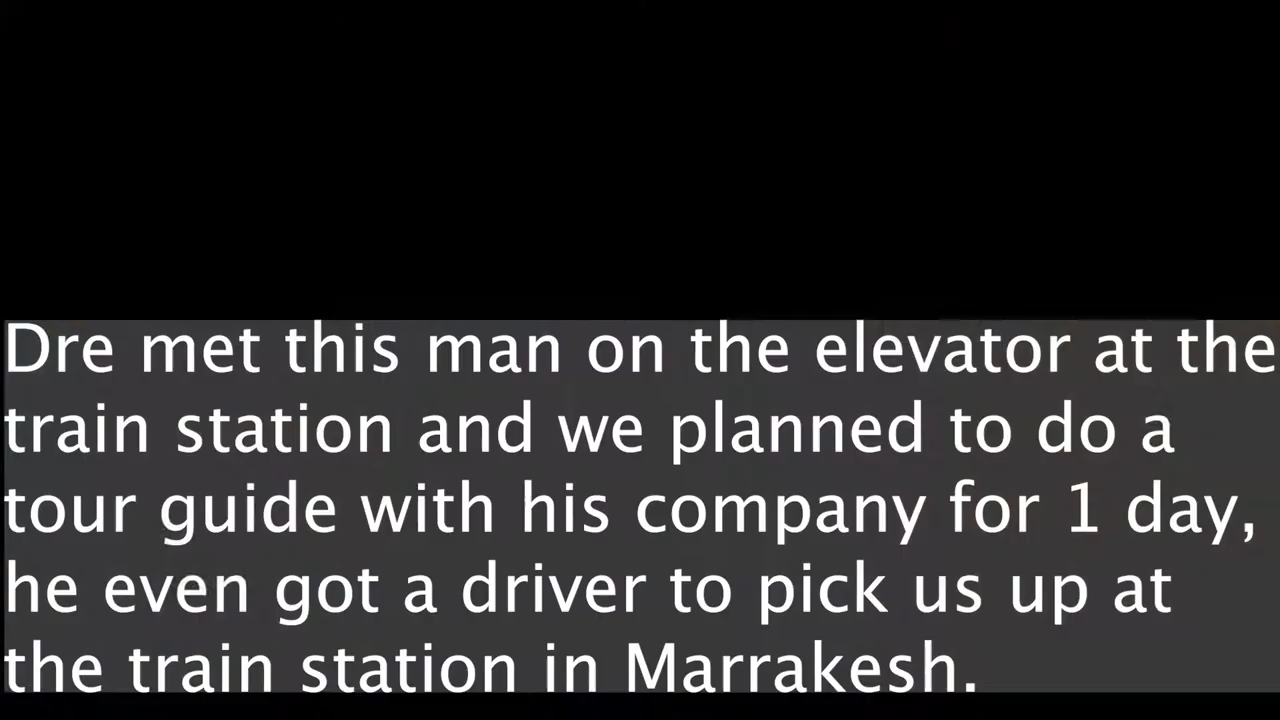 Dre met this man on the elevator at the
train station and we planned to do a
tour guide with his company for 1 day,
he even got a driver to pick us up at
the train station in Marrakesh.